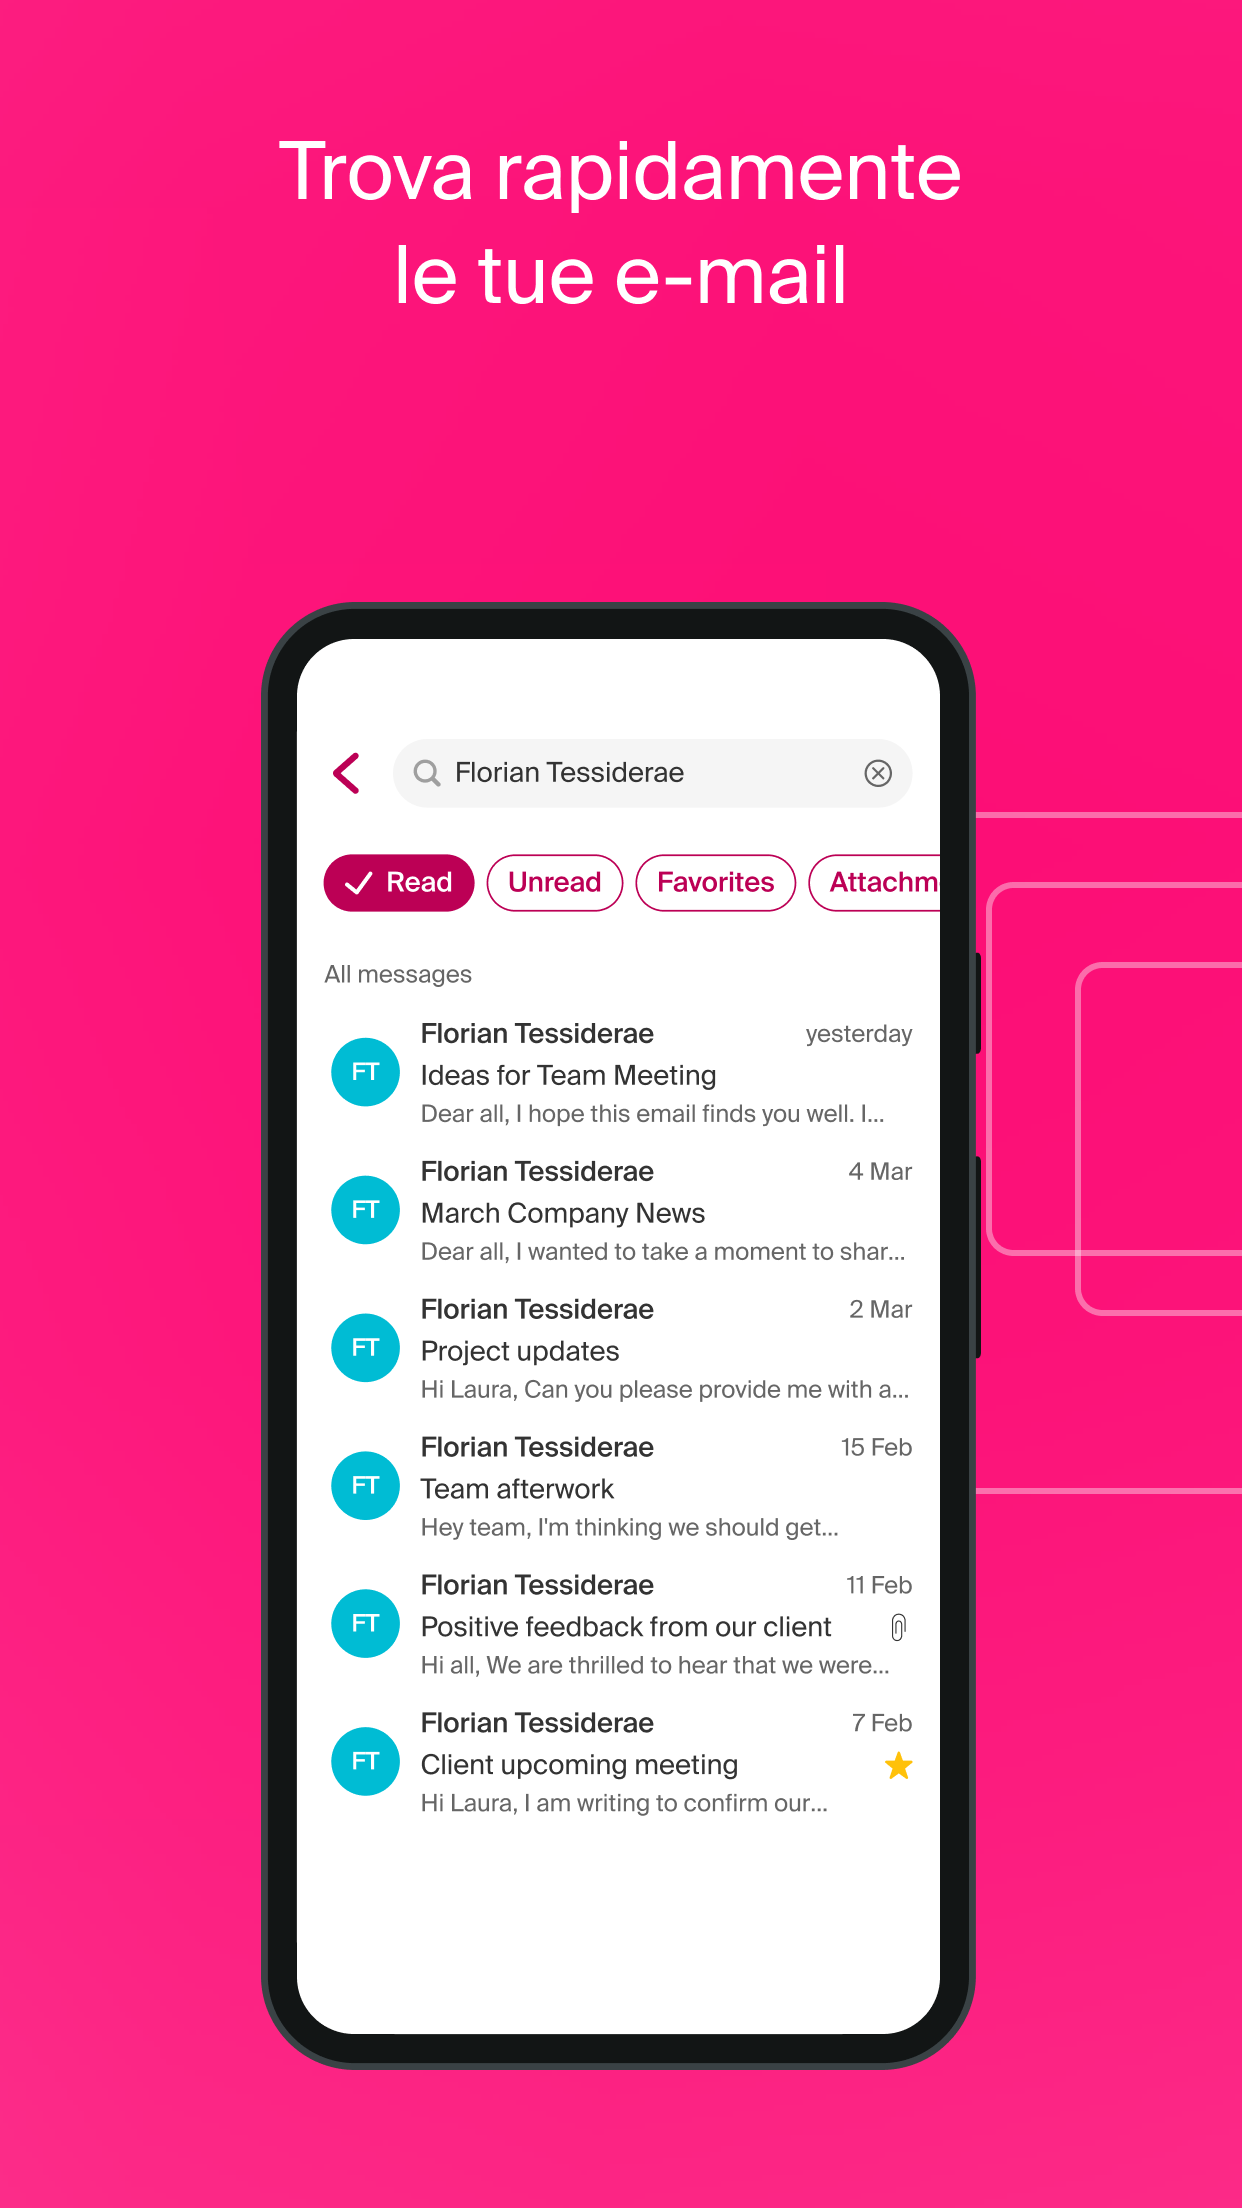 Trova rapidamente
le tue e-mail
Florian Tessiderae
Read Unread Favorites Attachm
All messages
FT
Florian Tessiderae yesterday
Ideas for Team Meeting
Dear all, I hope this email finds you well. I...
FT
Florian Tessiderae 4 Mar
March Company News
Dear all, I wanted to take a moment to shar...
FT
Florian Tessiderae 2 Mar
Project updates
Hi Laura, Can you please provide me with a...
FT
Florian Tessiderae 15 Feb
Team afterwork
Hey team, I'm thinking we should get...
FT
Florian Tessiderae 11 Feb
Positive feedback from our client
Hi all, We are thrilled to hear that we were...
FT
Florian Tessiderae 7 Feb
Client upcoming meeting
Hi Laura, I am writing to confirm our...